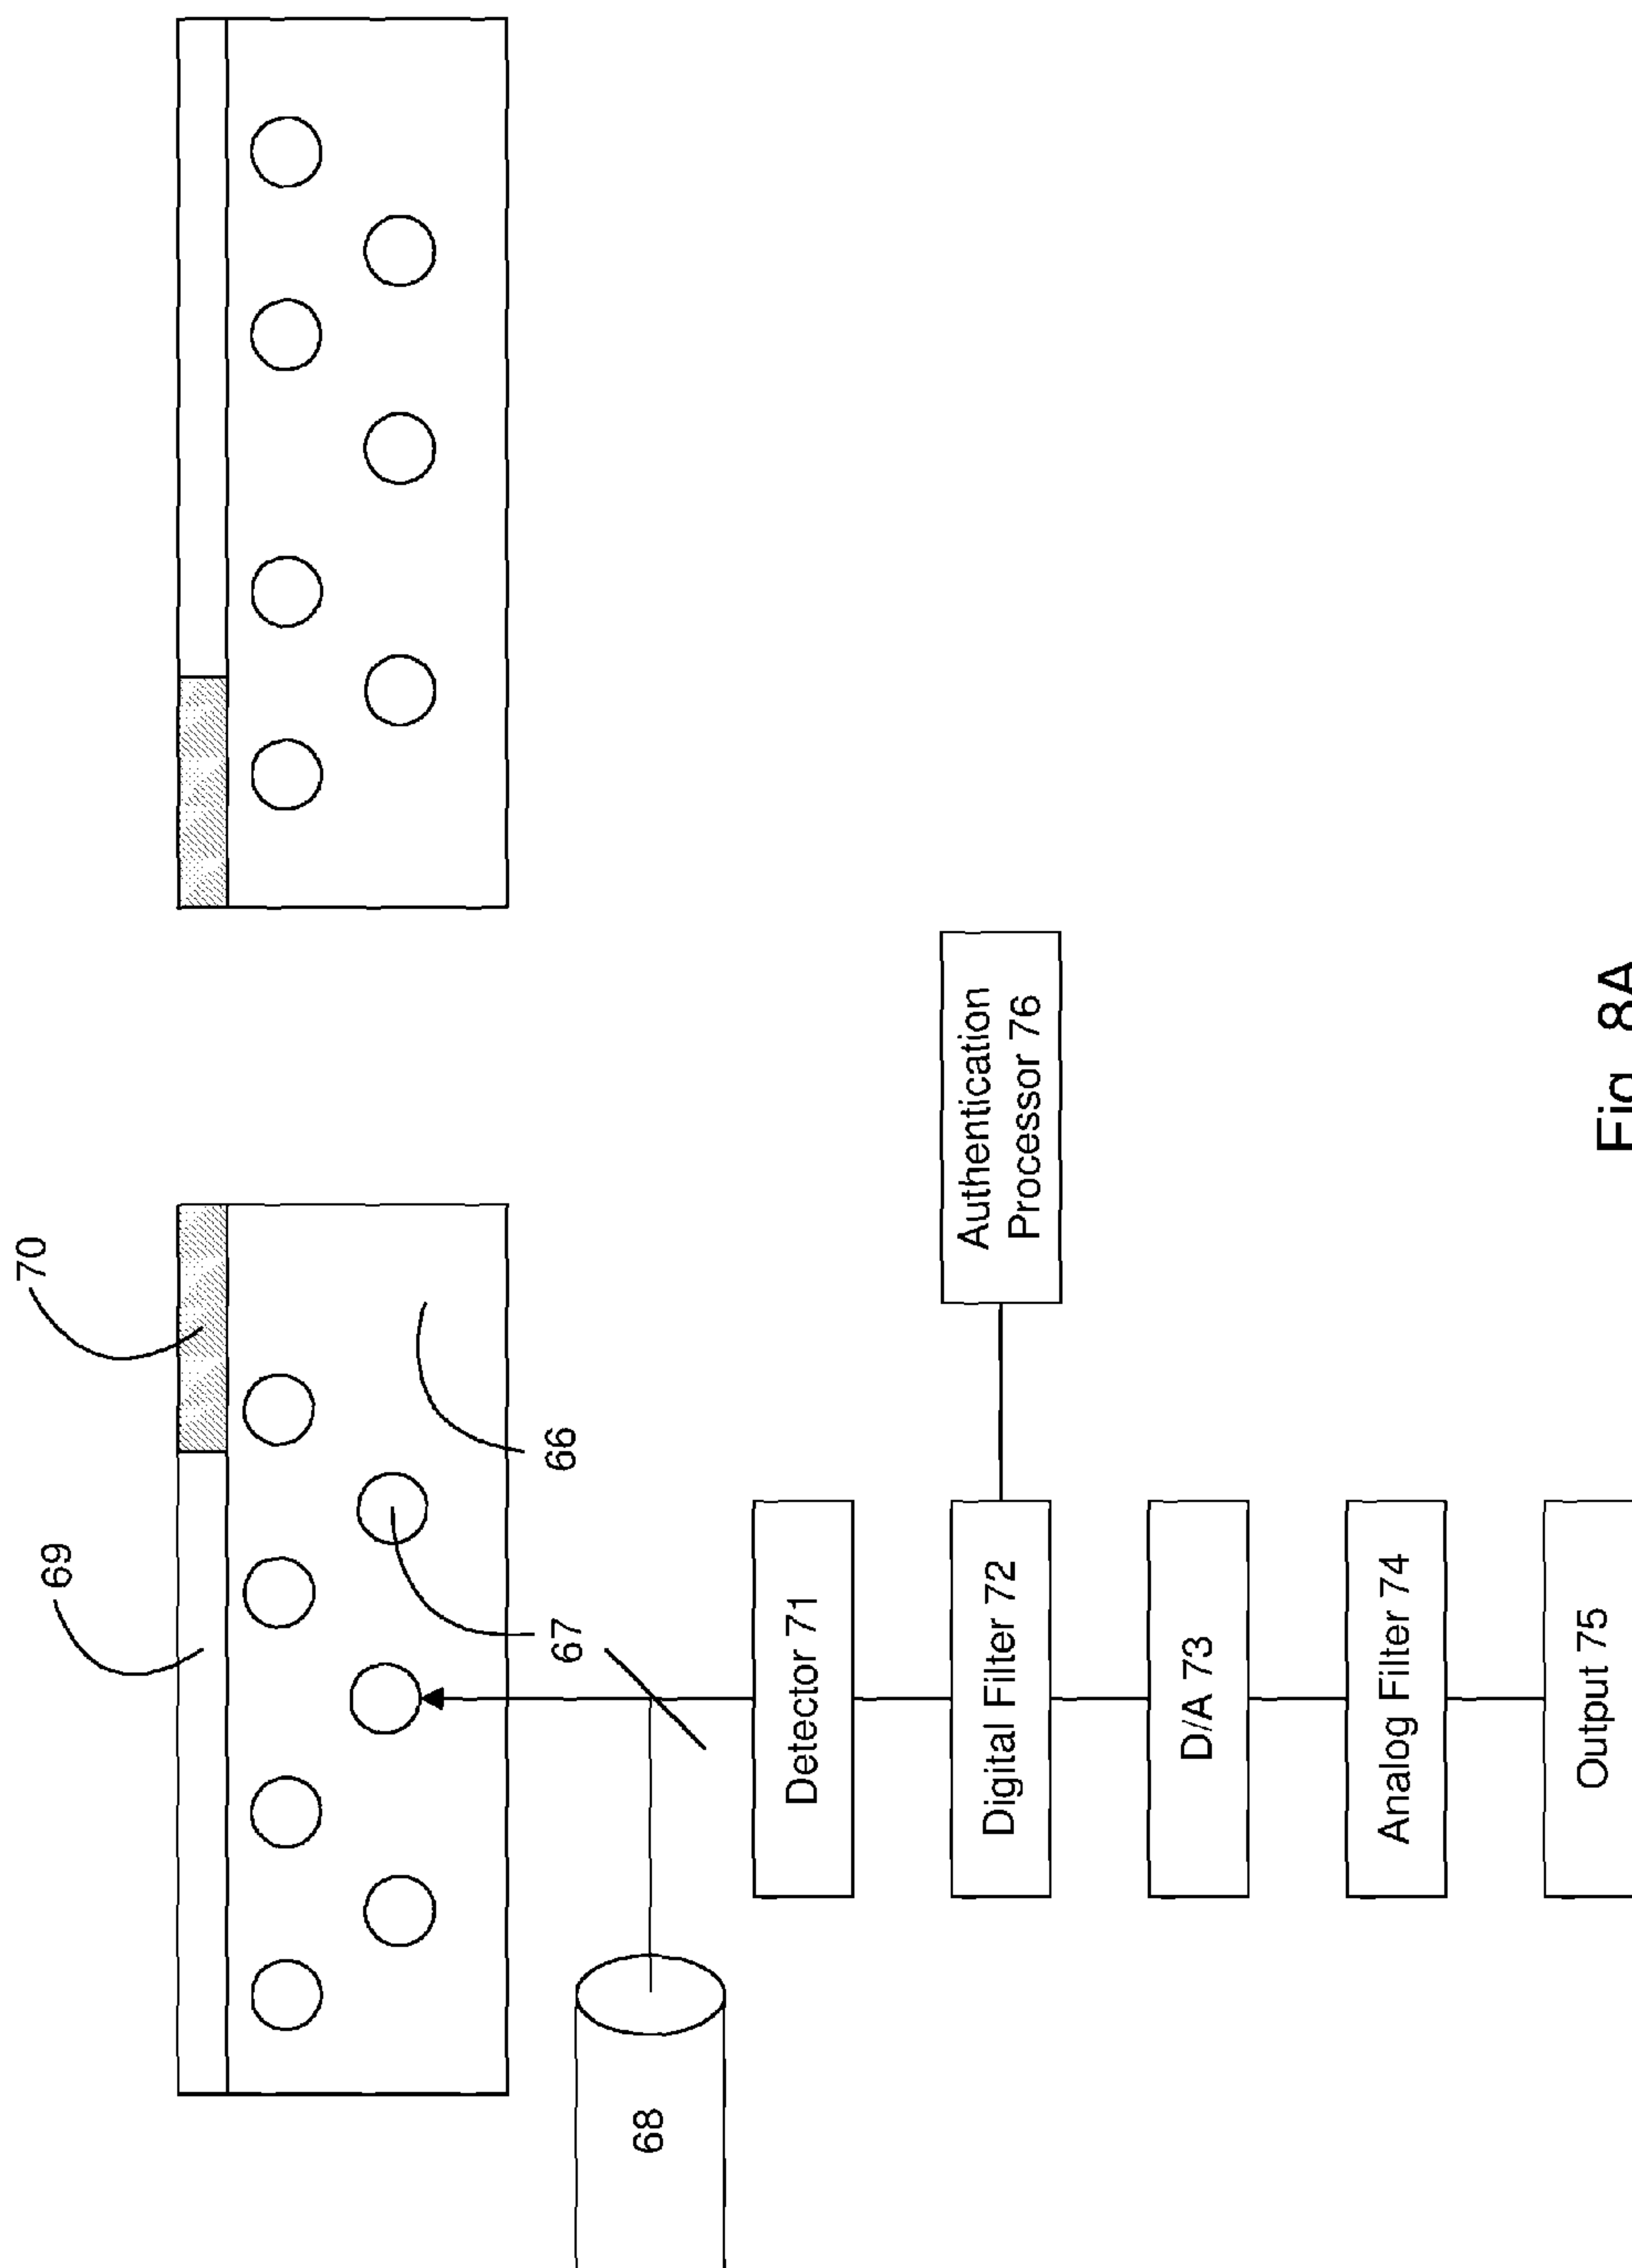 70
69
66
67
68
Detector 71
Digital Filter 72
Authentication
Processor 76
D/A 73
Analog Filter 74
Output 75
Fig. 8A